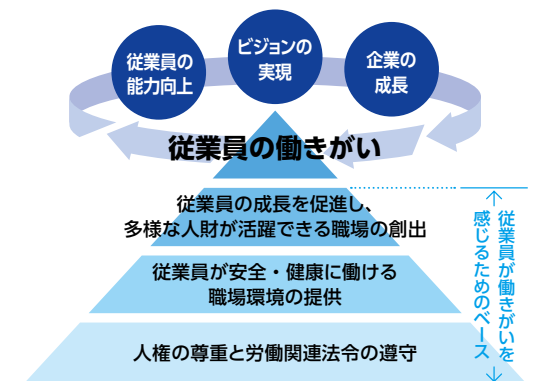 従業員の
能力向上
ビジョンの
実現
企業の
成長
従業員の働きがい
従業員の成長を促進し、
多様な人財が活躍できる職場の創出
従業員が安全・健康に働ける
職場環境の提供
人権の尊重と労働関連法令の遵守
従業員が働きがいを
感じるためのベース